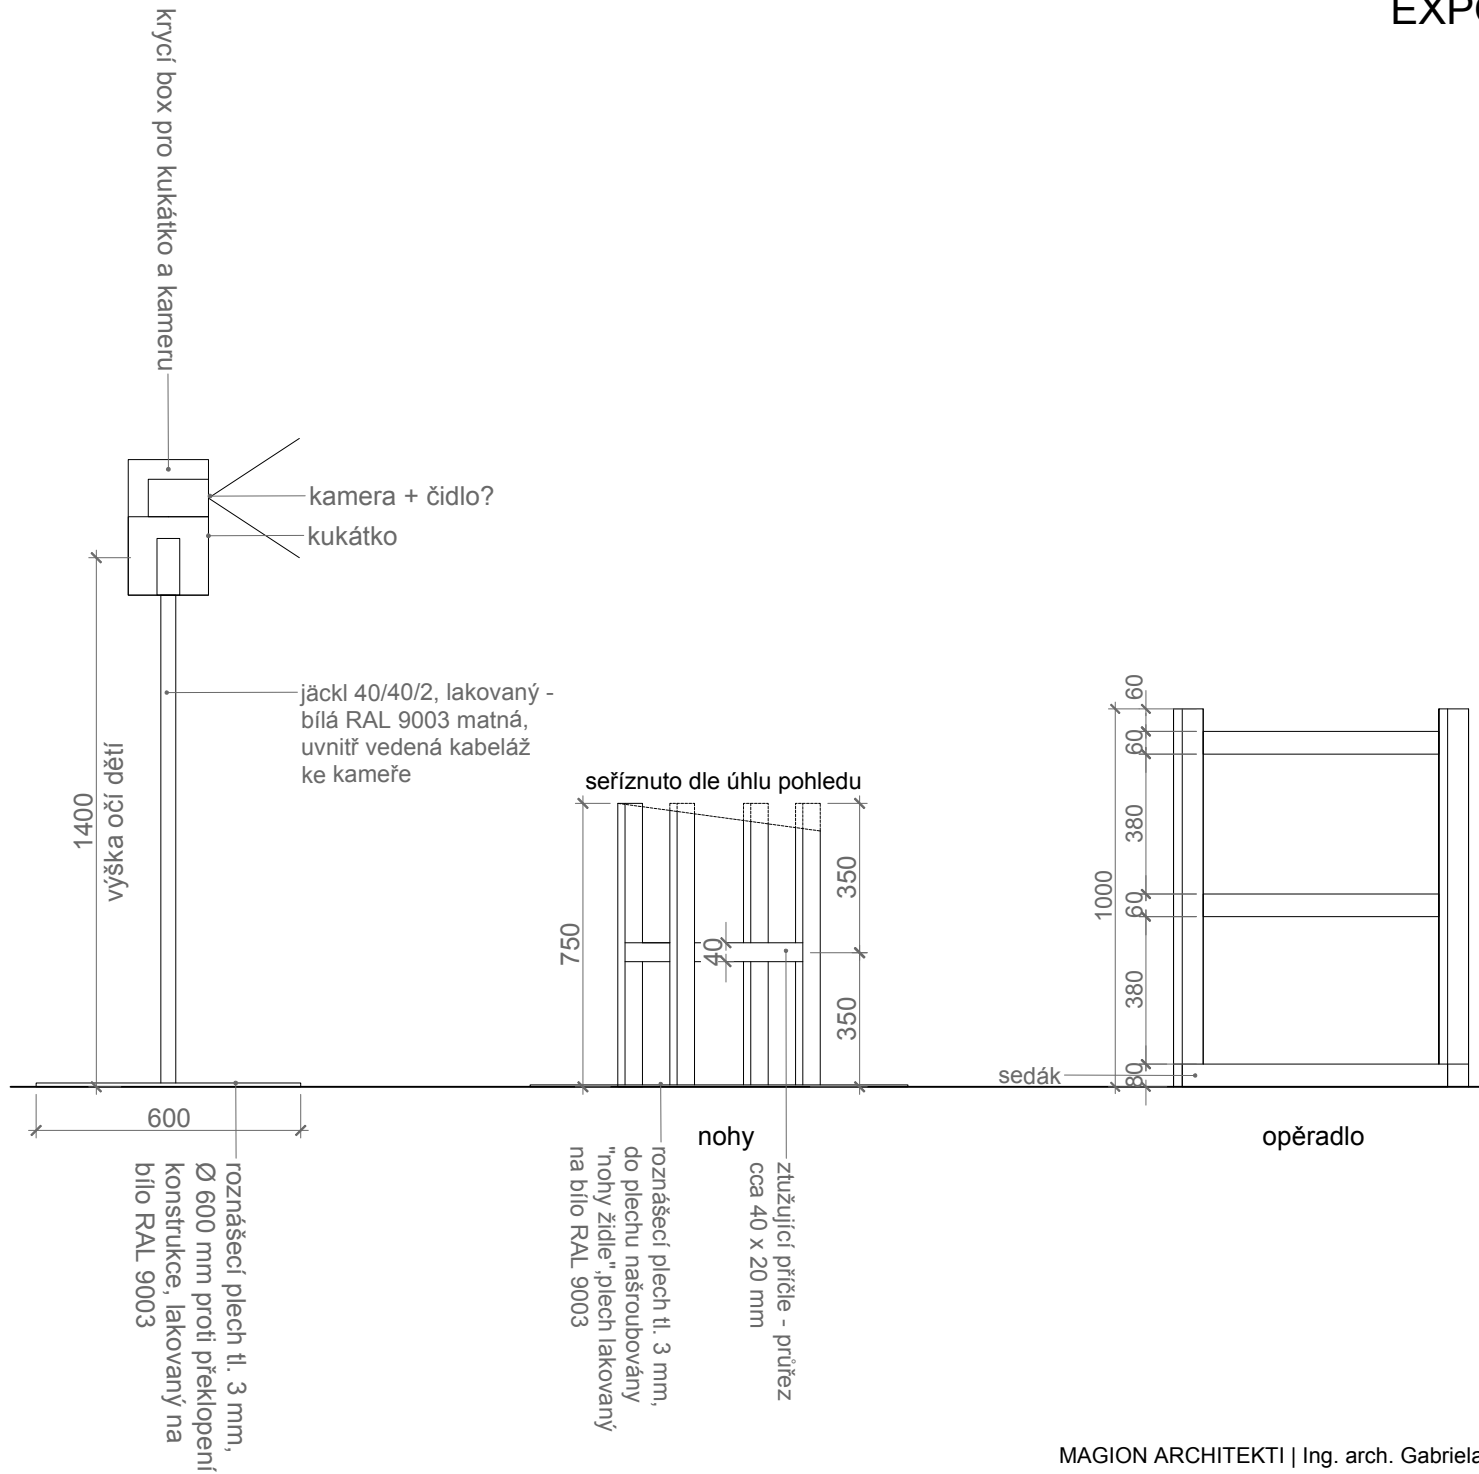 EXPO
krycí box pro kukátko a kameru
kamera + čidlo?
kukátko
jäckl 40/40/2, lakovaný -
bílá RAL 9003 matná,
uvnitř vedená kabeláž
ke kameře
1400
výška očí dětí
600
roznášecí plech tl. 3 mm,
Ø 600 mm proti překlopení
konstrukce, lakovaný na
bílo RAL 9003
seříznuto dle úhlu pohledu
750
40
350
350
nohy
roznášecí plech tl. 3 mm,
do plechu našroubovány
"nohy židle",plech lakovaný
na bílo RAL 9003
ztužující příčle - průřez
cca 40 x 20 mm
60
60
380
1000
60
380
80
sedák
opěradlo
MAGION ARCHITEKTI | Ing. arch. Gabriela